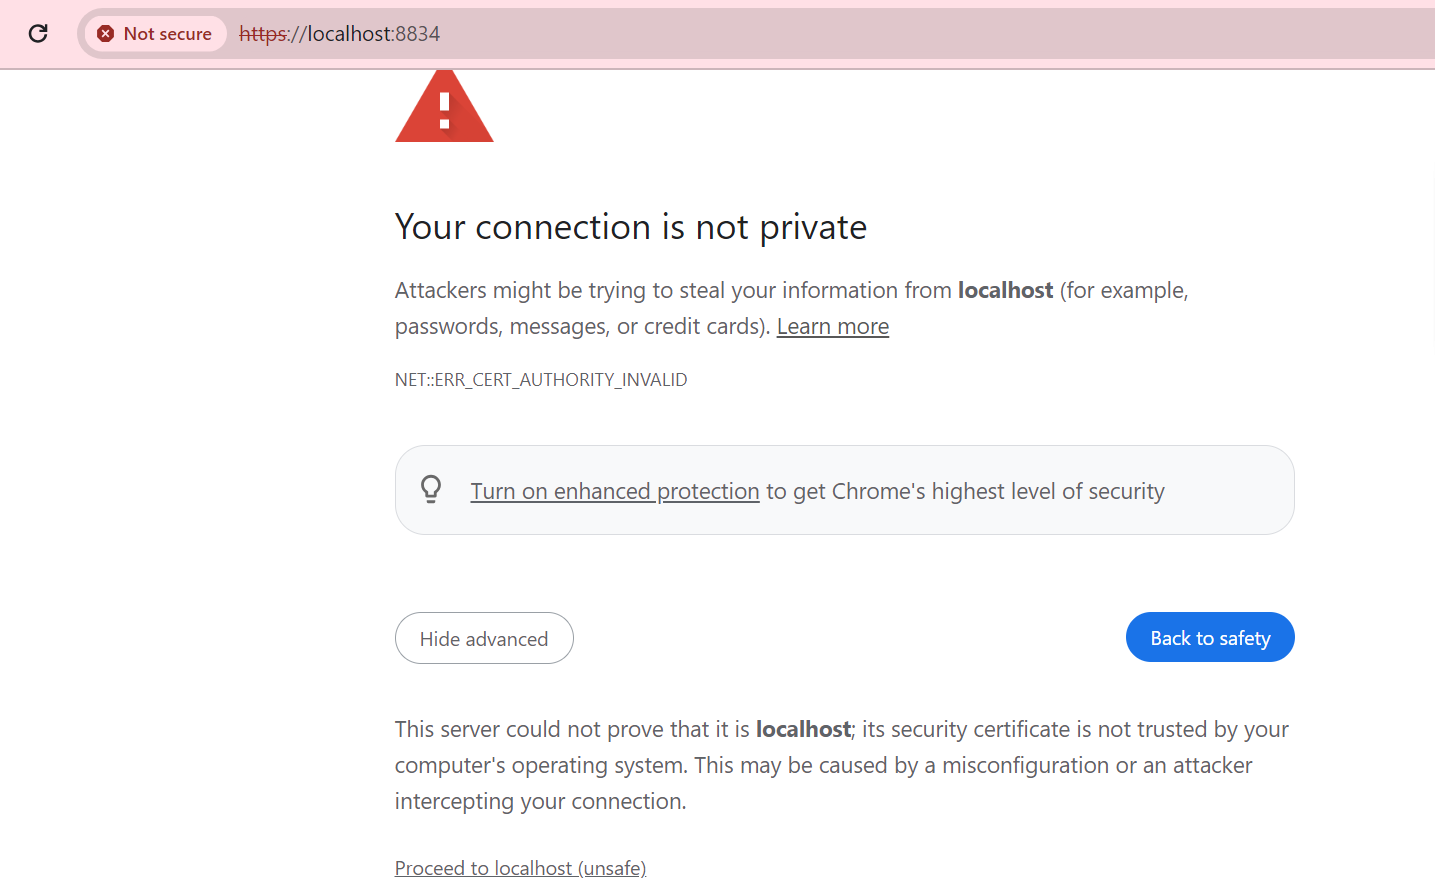 Not secure https://localhost:8834
Your connection is not private
Attackers might be trying to steal your information from localhost (for example,
passwords, messages, or credit cards). Learn more
NET::ERR_CERT_AUTHORITY_INVALID
Turn on enhanced protection to get Chrome's highest level of security
Hide advanced
Back to safety
This server could not prove that it is localhost; its security certificate is not trusted by your
computer's operating system. This may be caused by a misconfiguration or an attacker
intercepting your connection.
Proceed to localhost (unsafe)